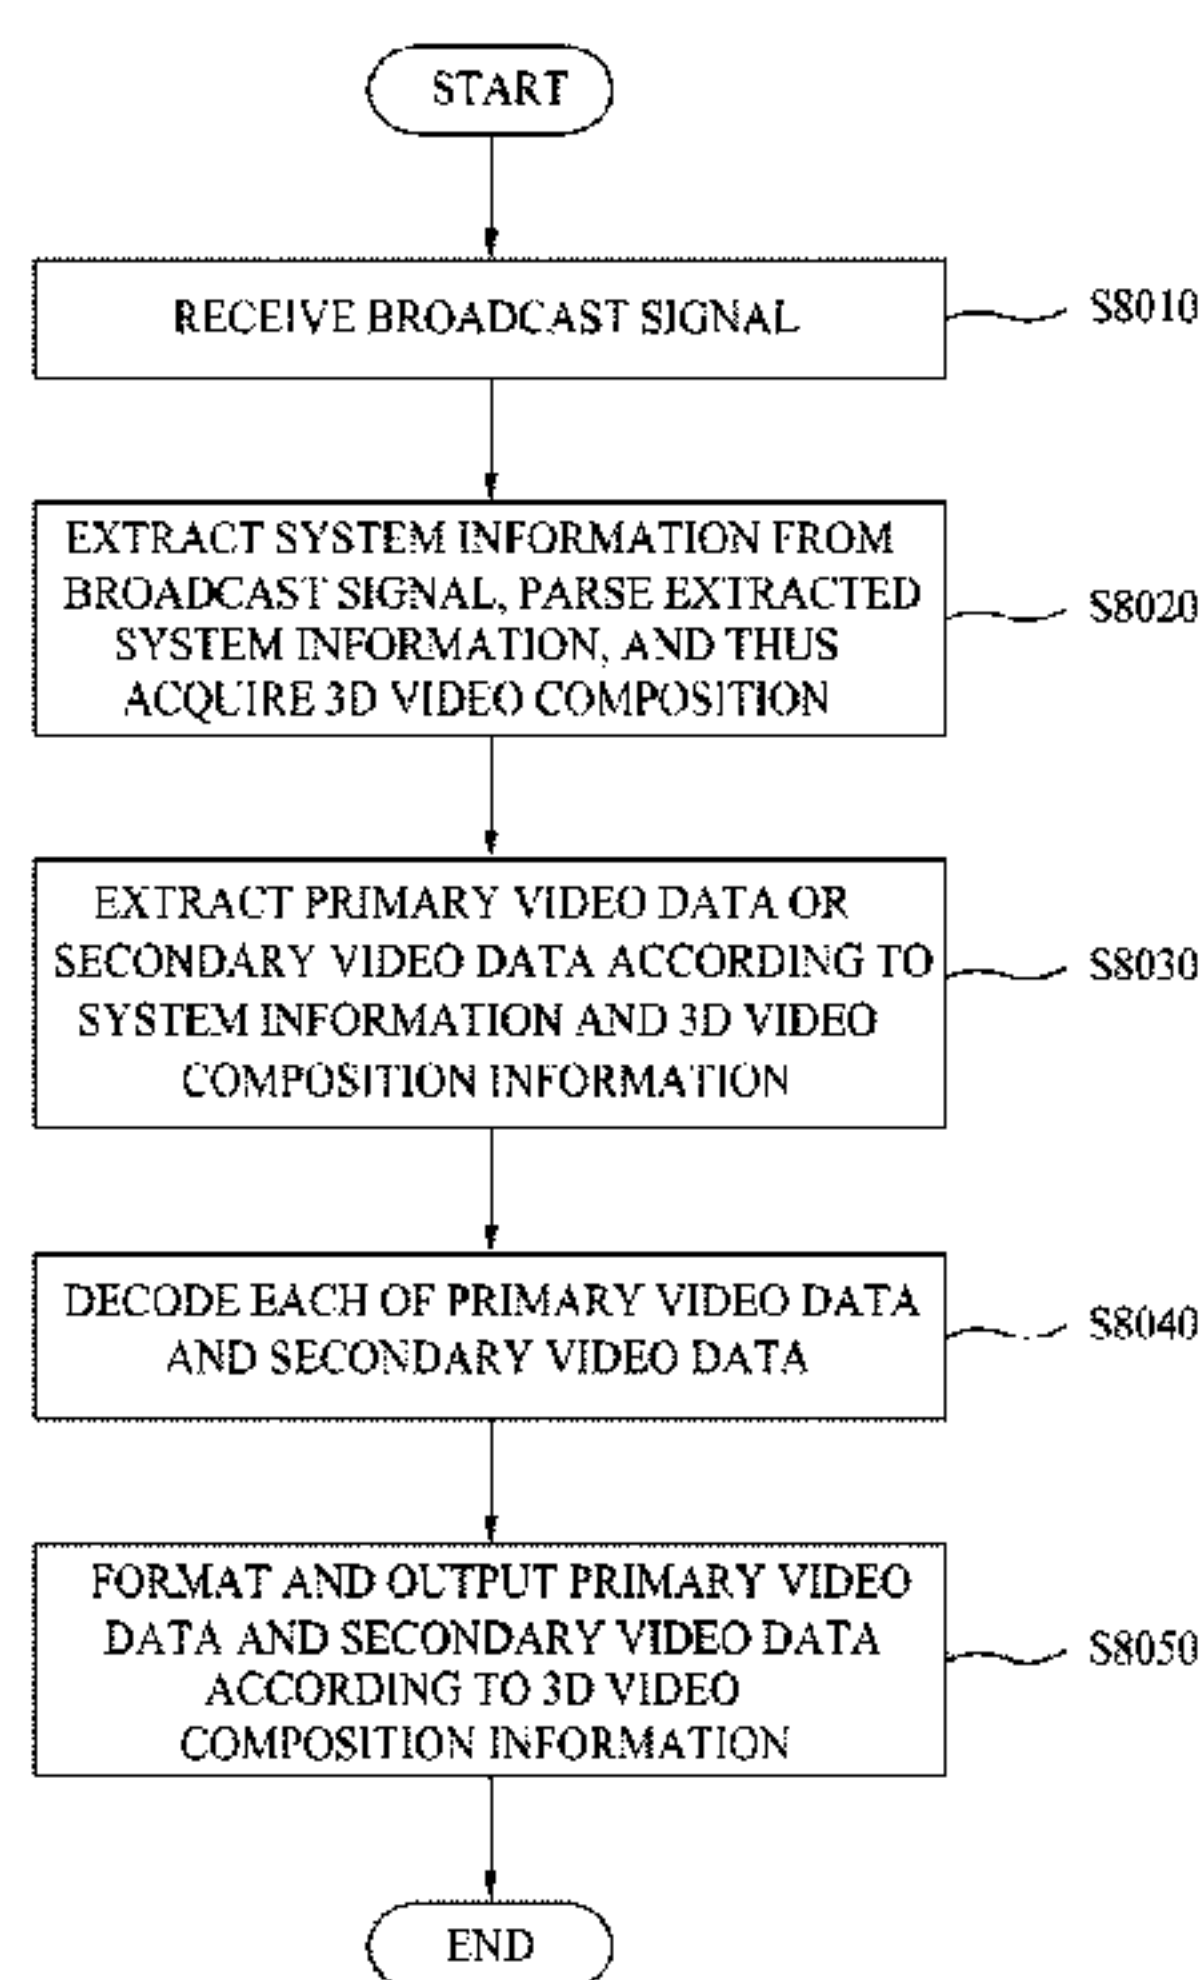 START
RECEIVE BROADCAST SIGNAL
S8010
EXTRACT SYSTEM INFORMATION FROM
BROADCAST SIGNAL, PARSE EXTRACTED
SYSTEM INFORMATION, AND THUS
ACQUIRE 3D VIDEO COMPOSITION
S8020
EXTRACT PRIMARY VIDEO DATA OR
SECONDARY VIDEO DATA ACCORDING TO
SYSTEM INFORMATION AND 3D VIDEO
COMPOSITION INFORMATION
S8030
DECODE EACH OF PRIMARY VIDEO DATA
AND SECONDARY VIDEO DATA
S8040
FORMAT AND OUTPUT PRIMARY VIDEO
DATA AND SECONDARY VIDEO DATA
ACCORDING TO 3D VIDEO
COMPOSITION INFORMATION
S8050
END